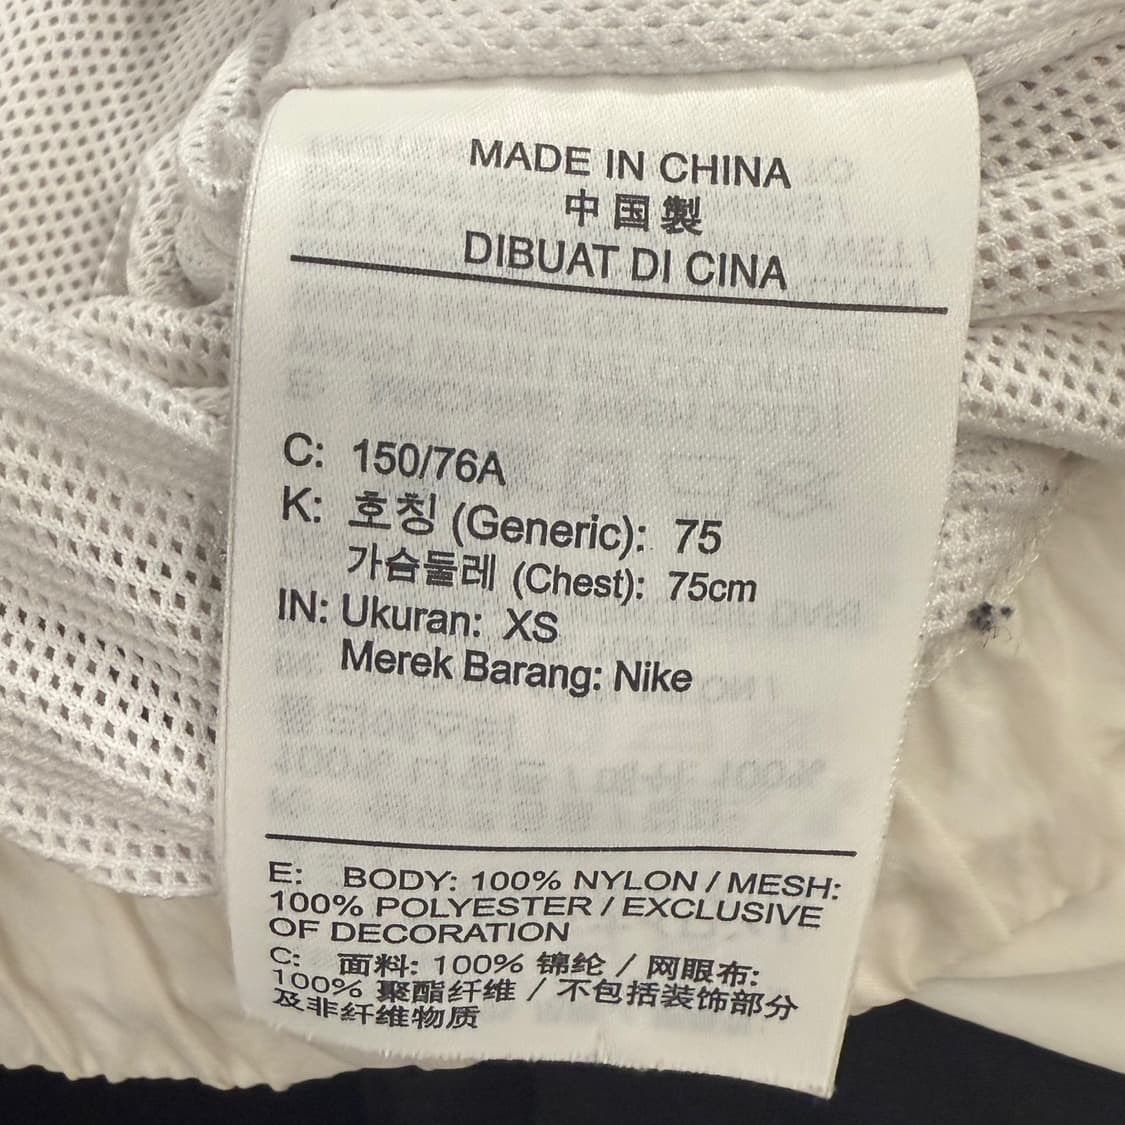 MADE IN CHINA
中国製
DIBUAT DI CINA
C: 150/76A
K: 호칭 (Generic): 75
가슴둘레 (Chest): 75cm
IN: Ukuran: XS
Merek Barang: Nike
E: BODY: 100% NYLON / MESH:
100% POLYESTER / EXCLUSIVE
OF DECORATION
C: 面料: 100% 锦纶 / 网眼布:
100% 聚酯纤维 / 不包括装饰部分
及非纤维物质